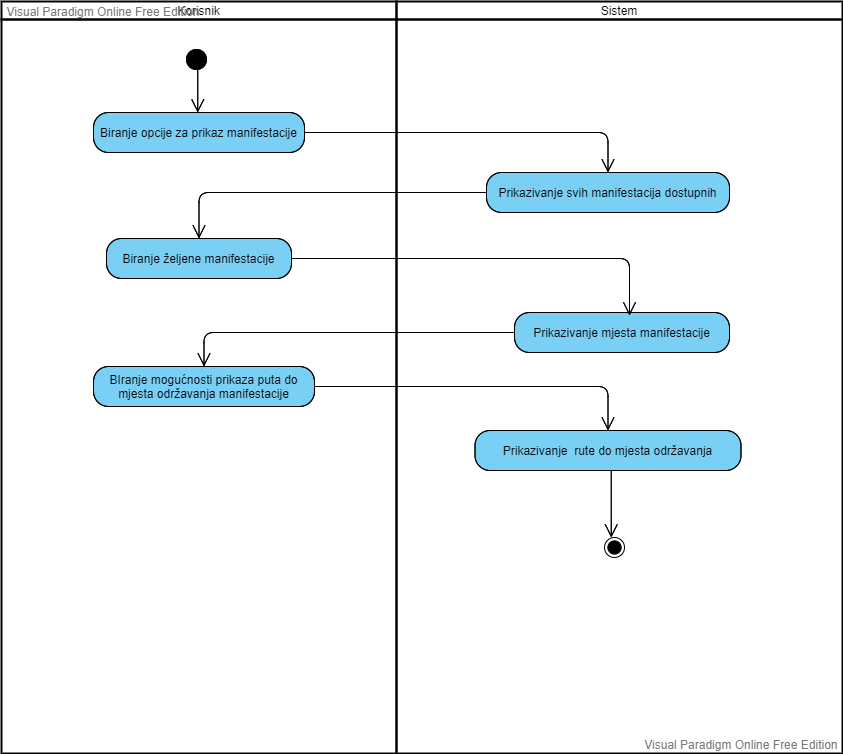 Visual Paradigm Online Free Edition
Korisnik
Sistem
Biranje opcije za prikaz manifestacije
Prikazivanje svih manifestacija dostupnih
Biranje željene manifestacije
Prikazivanje mjesta manifestacije
BIranje mogućnosti prikaza puta do
mjesta održavanja manifestacije
Prikazivanje  rute do mjesta održavanja
Visual Paradigm Online Free Edition